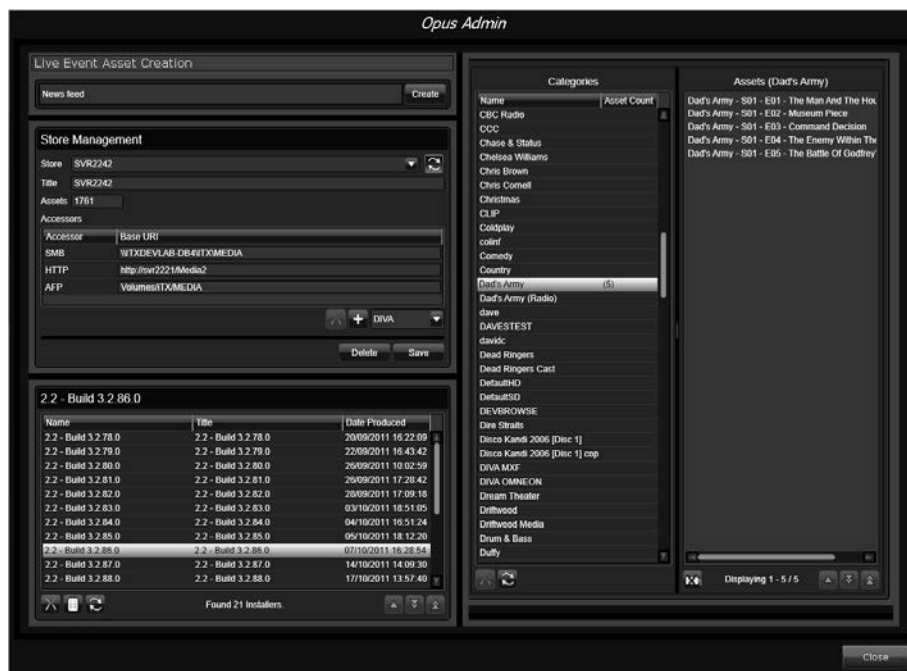 Opus Admin
Live Event Asset Creation
News feed
Create
Store Management
Store SVR2242
Title SVR2242
Assets 1761
Accessors
Accessor Base URI
SMB \\ITXDEVLAB-DB4\ITX\MEDIA
HTTP http://svr2221/Media2
AFP Volumes/iTX/MEDIA
DIVA
Delete Save
2.2 - Build 3.2.86.0
Name Title Date Produced
2.2 - Build 3.2.78.0 2.2 - Build 3.2.78.0 20/09/2011 16:22:09
2.2 - Build 3.2.79.0 2.2 - Build 3.2.79.0 22/09/2011 16:43:42
2.2 - Build 3.2.80.0 2.2 - Build 3.2.80.0 26/09/2011 10:02:59
2.2 - Build 3.2.81.0 2.2 - Build 3.2.81.0 26/09/2011 17:28:42
2.2 - Build 3.2.82.0 2.2 - Build 3.2.82.0 28/09/2011 17:09:18
2.2 - Build 3.2.83.0 2.2 - Build 3.2.83.0 03/10/2011 18:51:05
2.2 - Build 3.2.84.0 2.2 - Build 3.2.84.0 04/10/2011 16:51:24
2.2 - Build 3.2.85.0 2.2 - Build 3.2.85.0 05/10/2011 18:12:20
2.2 - Build 3.2.86.0 2.2 - Build 3.2.86.0 07/10/2011 16:28:54
2.2 - Build 3.2.87.0 2.2 - Build 3.2.87.0 14/10/2011 14:09:30
2.2 - Build 3.2.88.0 2.2 - Build 3.2.88.0 17/10/2011 13:57:40
Found 21 Installers.
Categories
Name Asset Count
CBC Radio
CCC
Chase & Status
Chelsea Williams
Chris Brown
Chris Cornell
Christmas
CLIP
Coldplay
colinf
Comedy
Country
Dad's Army (5)
Dad's Army (Radio)
dave
DAVESTEST
davidc
Dead Ringers
Dead Ringers Cast
DefaultHD
DefaultSD
DEVBROWSE
Dire Straits
Disco Kandi 2006 [Disc 1]
Disco Kandi 2006 [Disc 1] cop
DIVA MXF
DIVA OMNEON
Dream Theater
Driftwood
Driftwood Media
Drum & Bass
Duffy
Assets (Dad's Army)
Dad's Army - S01 - E01 - The Man And The Hou
Dad's Army - S01 - E02 - Museum Piece
Dad's Army - S01 - E03 - Command Decision
Dad's Army - S01 - E04 - The Enemy Within The
Dad's Army - S01 - E05 - The Battle Of Godfrey'
Displaying 1 - 5 / 5
Close